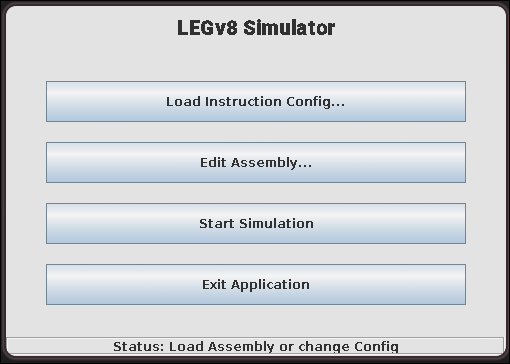 LEGv8 Simulator
Load Instruction Config...
Edit Assembly...
Start Simulation
Exit Application
Status: Load Assembly or change Config